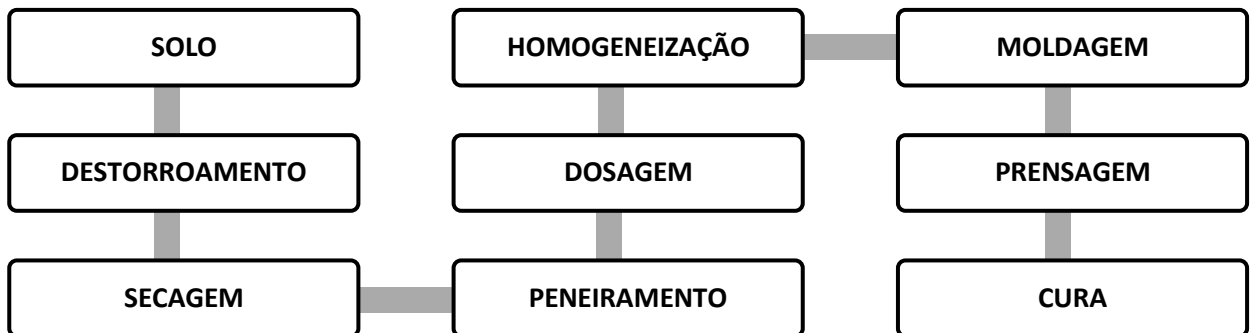 SOLO
DESTORROAMENTO
SECAGEM
PENEIRAMENTO
DOSAGEM
HOMOGENEIZAÇÃO
MOLDAGEM
PRENSAGEM
CURA